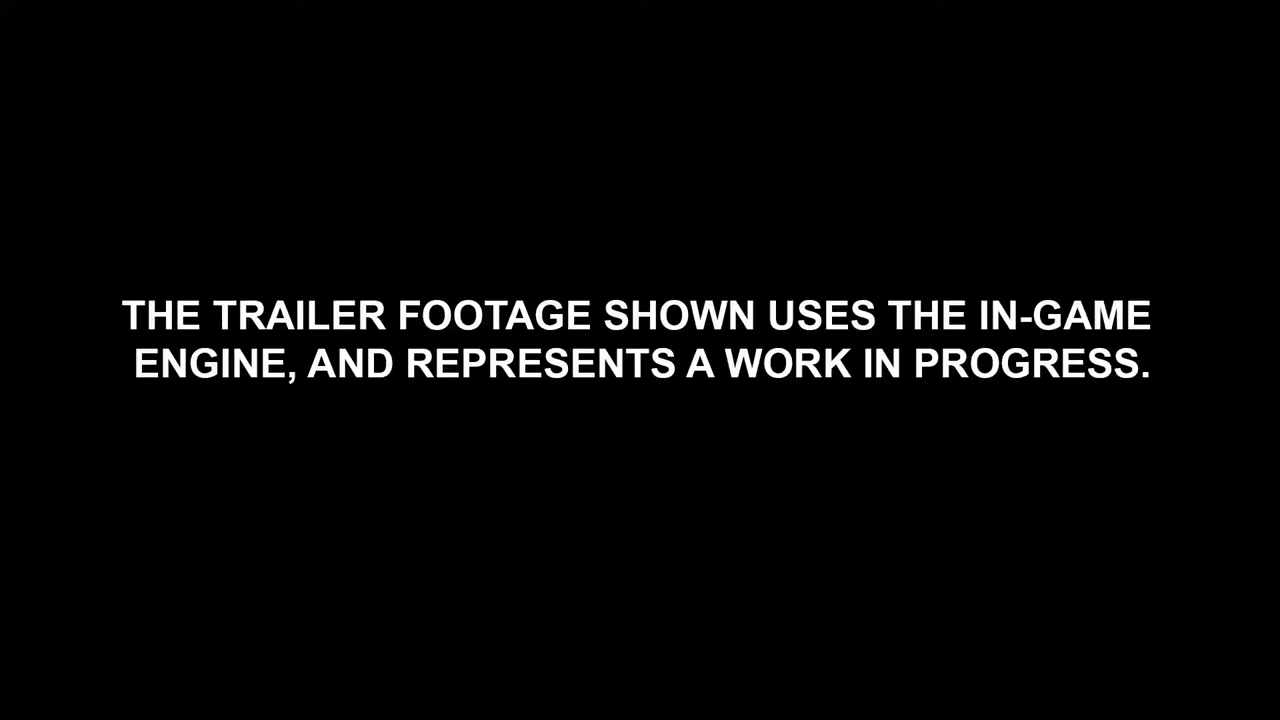 THE TRAILER FOOTAGE SHOWN USES THE IN-GAME
ENGINE, AND REPRESENTS A WORK IN PROGRESS.